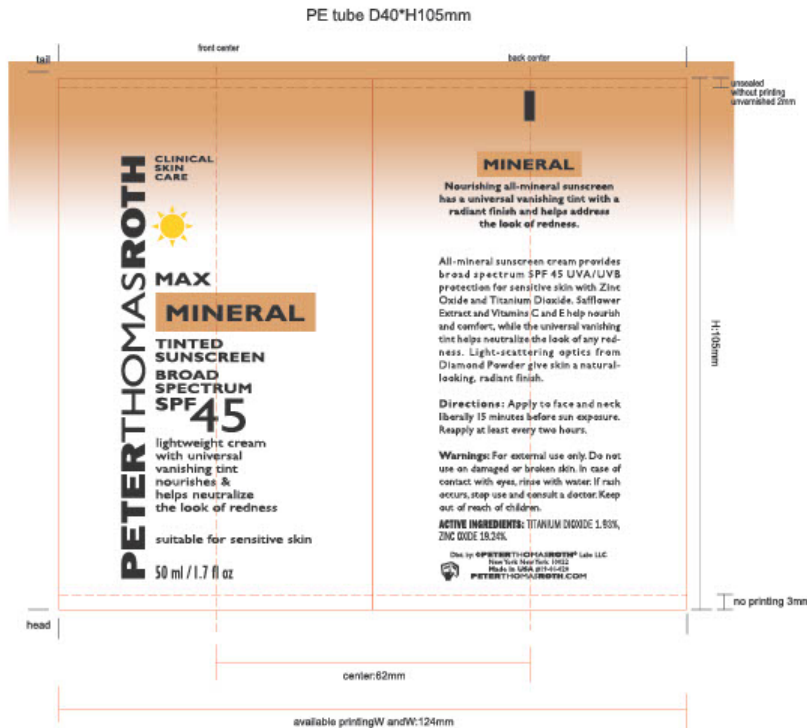 PE tube D40*H105mm
front center
tail
back center
unsealed
without printing
unvarnished 2mm
PETERTHOMASROTH
CLINICAL
SKIN
CARE
MAX
MINERAL
TINTED
SUNSCREEN
BROAD
SPECTRUM
SPF 45
lightweight cream
with universal
vanishing tint
nourishes &
helps neutralize
the look of redness
suitable for sensitive skin
50 ml / 1.7 fl oz
MINERAL
Nourishing all-mineral sunscreen
has a universal vanishing tint with a
radiant finish and helps address
the look of redness.
All-mineral sunscreen cream provides
broad spectrum SPF 45 UVA/UVB
protection for sensitive skin with Zinc
Oxide and Titanium Dioxide. Safflower
Extract and Vitamins C and E help nourish
and comfort, while the universal vanishing
tint helps neutralize the look of any red-
ness. Light-scattering optics from
Diamond Powder give skin a natural-
looking, radiant finish.
Directions: Apply to face and neck
liberally 15 minutes before sun exposure.
Reapply at least every two hours.
Warnings: For external use only. Do not
use on damaged or broken skin. In case of
contact with eyes, rinse with water. If rash
occurs, stop use and consult a doctor. Keep
out of reach of children.
ACTIVE INGREDIENTS: TITANIUM DIOXIDE 1.93%,
ZINC OXIDE 19.24%.
Dist. by: ©PETERTHOMASROTH® Labs LLC
New York New York 10022
Made in USA
PETERTHOMASROTH.COM
H:105mm
no printing 3mm
head
center:62mm
available printingW andW:124mm